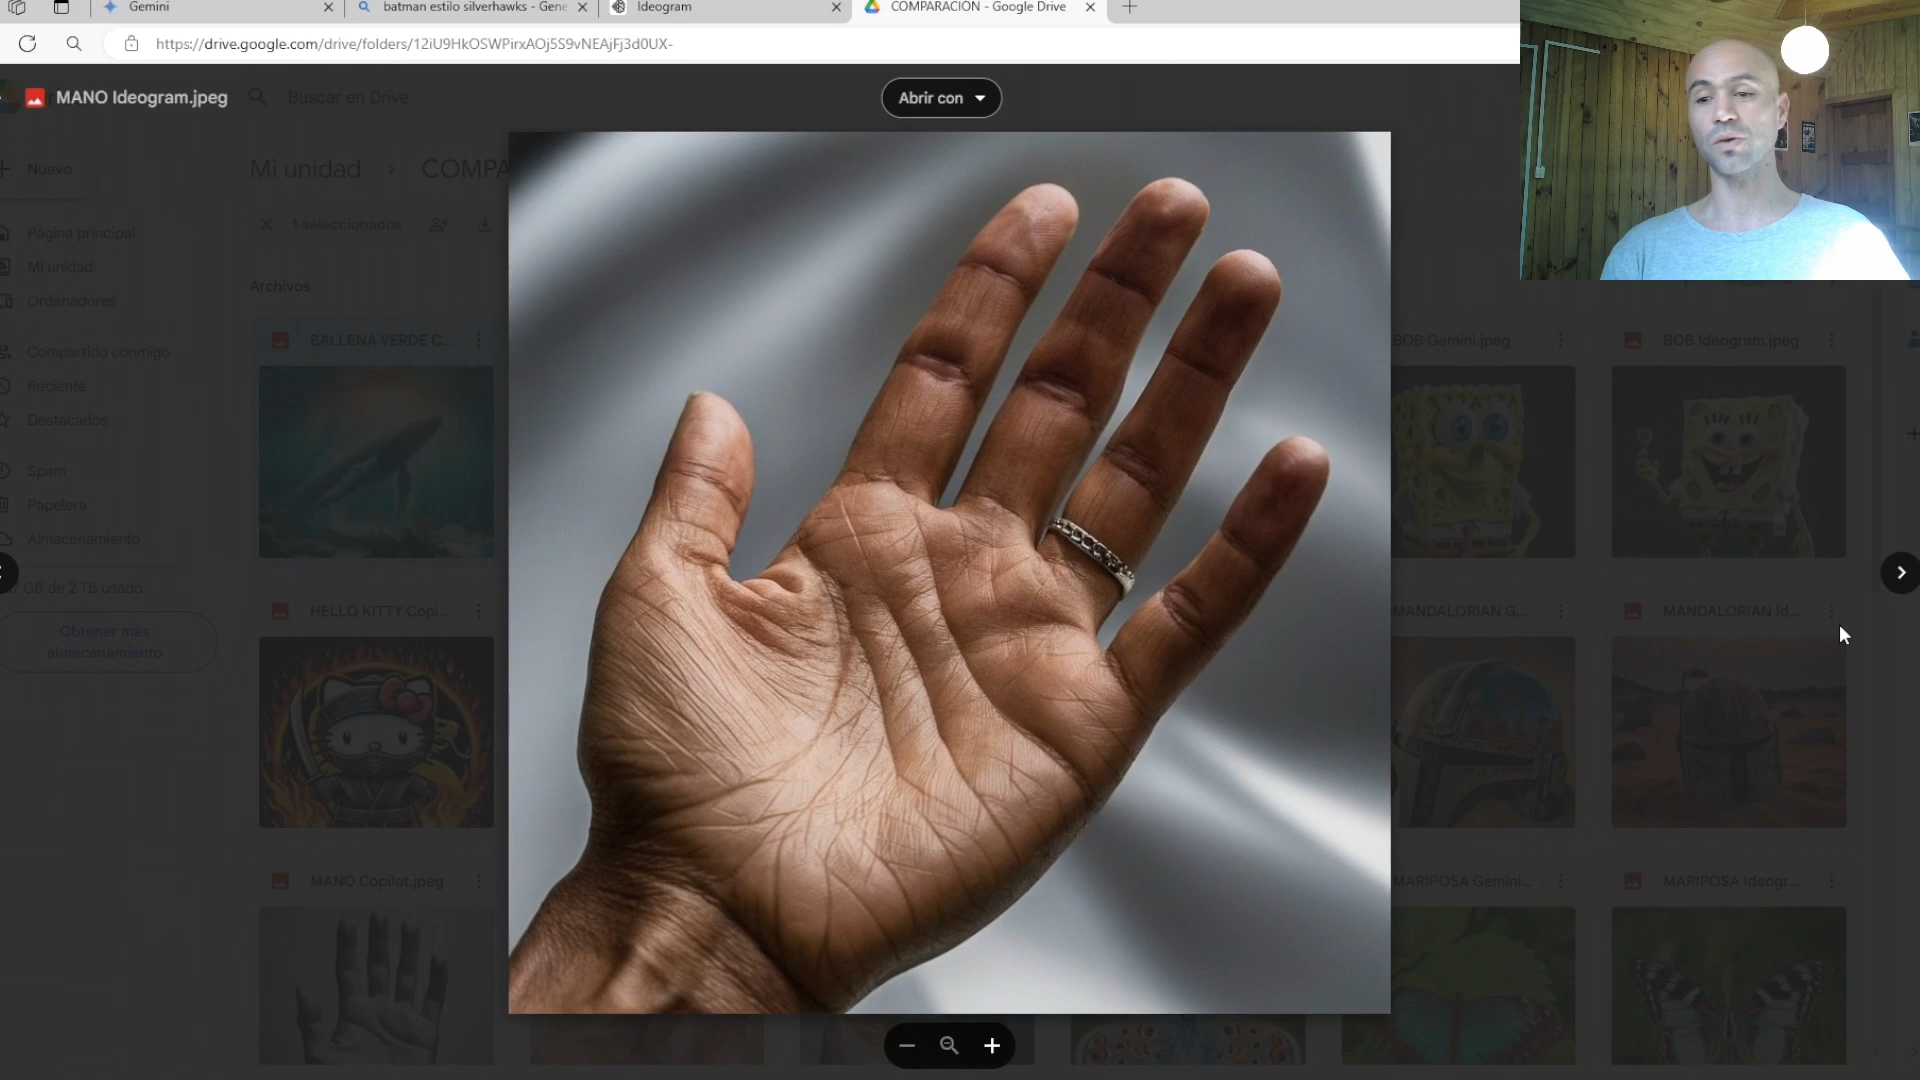 Gemini
batman estilo silverhawks - Gene
Ideogram
COMPARACIÓN - Google Drive
https://drive.google.com/drive/folders/12iU9HkOSWPirxAOj5S9vNEAjFj3d0UX-
MANO Ideogram.jpeg
Buscar en Drive
Abrir con
Nuevo
Mi unidad
COMPA
1 seleccionados
Página principal
Mi unidad
Ordenadores
Archivos
Compartido conmigo
BALLENA VERDE C...
BOB Gemini.jpeg
BOB Ideogram.jpeg
Reciente
Destacados
Spam
Papelera
Almacenamiento
GB de 2 TB usado
HELLO KITTY Copi...
MANDALORIAN G...
MANDALORIAN Id...
Obtener más
almacenamiento
MANO Copilot.jpeg
MARIPOSA Gemini...
MARIPOSA Ideogr...